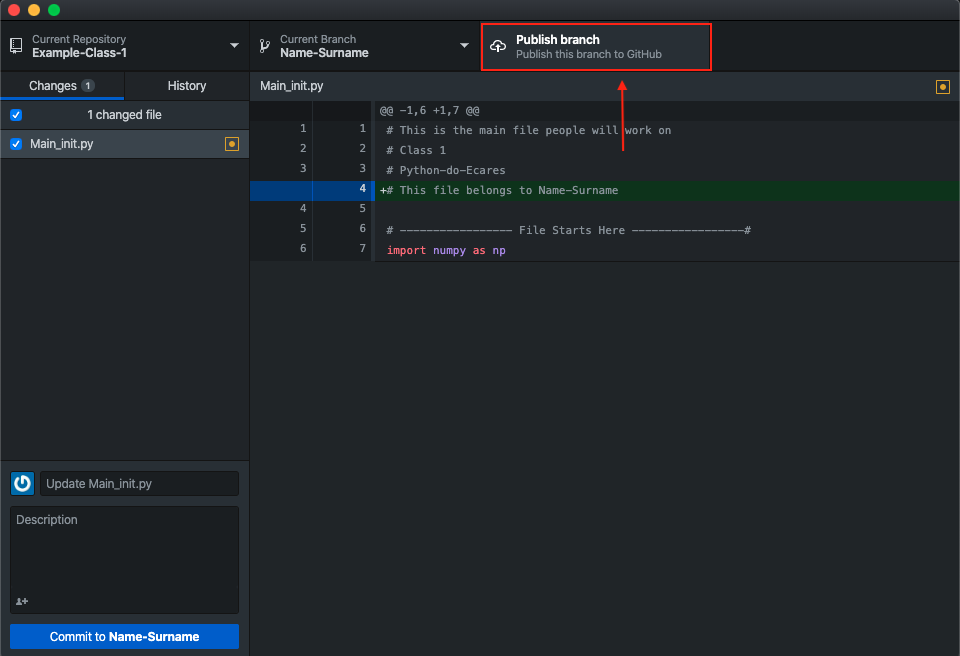 Current Repository
Example-Class-1
Current Branch
Name-Surname
Publish branch
Publish this branch to GitHub
Changes 1
History
Main_init.py
1 changed file
Main_init.py
@@ -1,6 +1,7 @@
1 1 # This is the main file people will work on
2 2 # Class 1
3 3 # Python-do-Ecares
4 +# This file belongs to Name-Surname
4 5
5 6 # ----------------- File Starts Here -----------------#
6 7 import numpy as np
Update Main_init.py
Description
Commit to Name-Surname